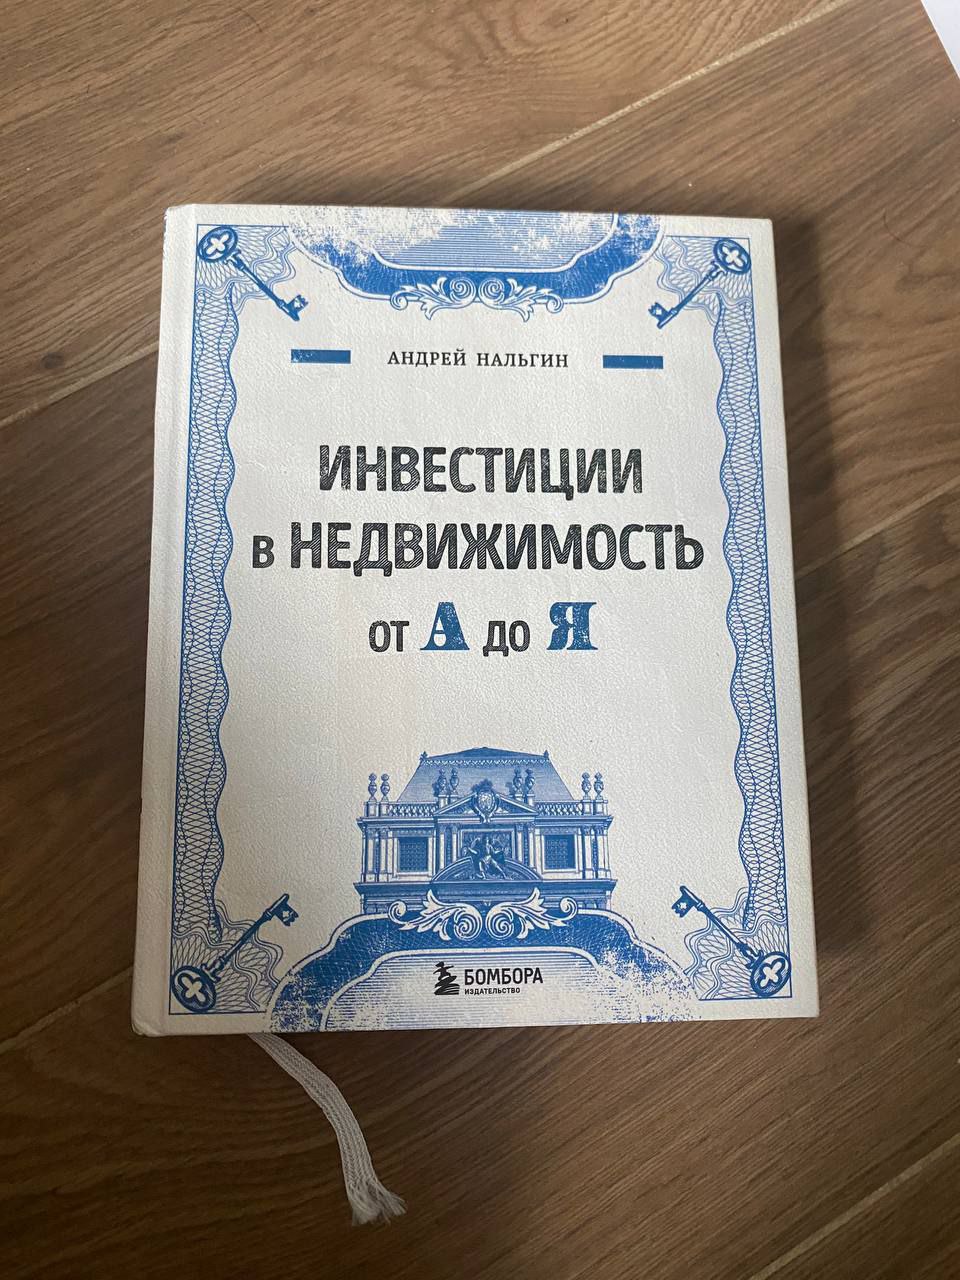 АНДРЕЙ НАЛЬГИН
ИНВЕСТИЦИИ
в НЕДВИЖИМОСТЬ
от А до Я
БОМБОРА
ИЗДАТЕЛЬСТВО